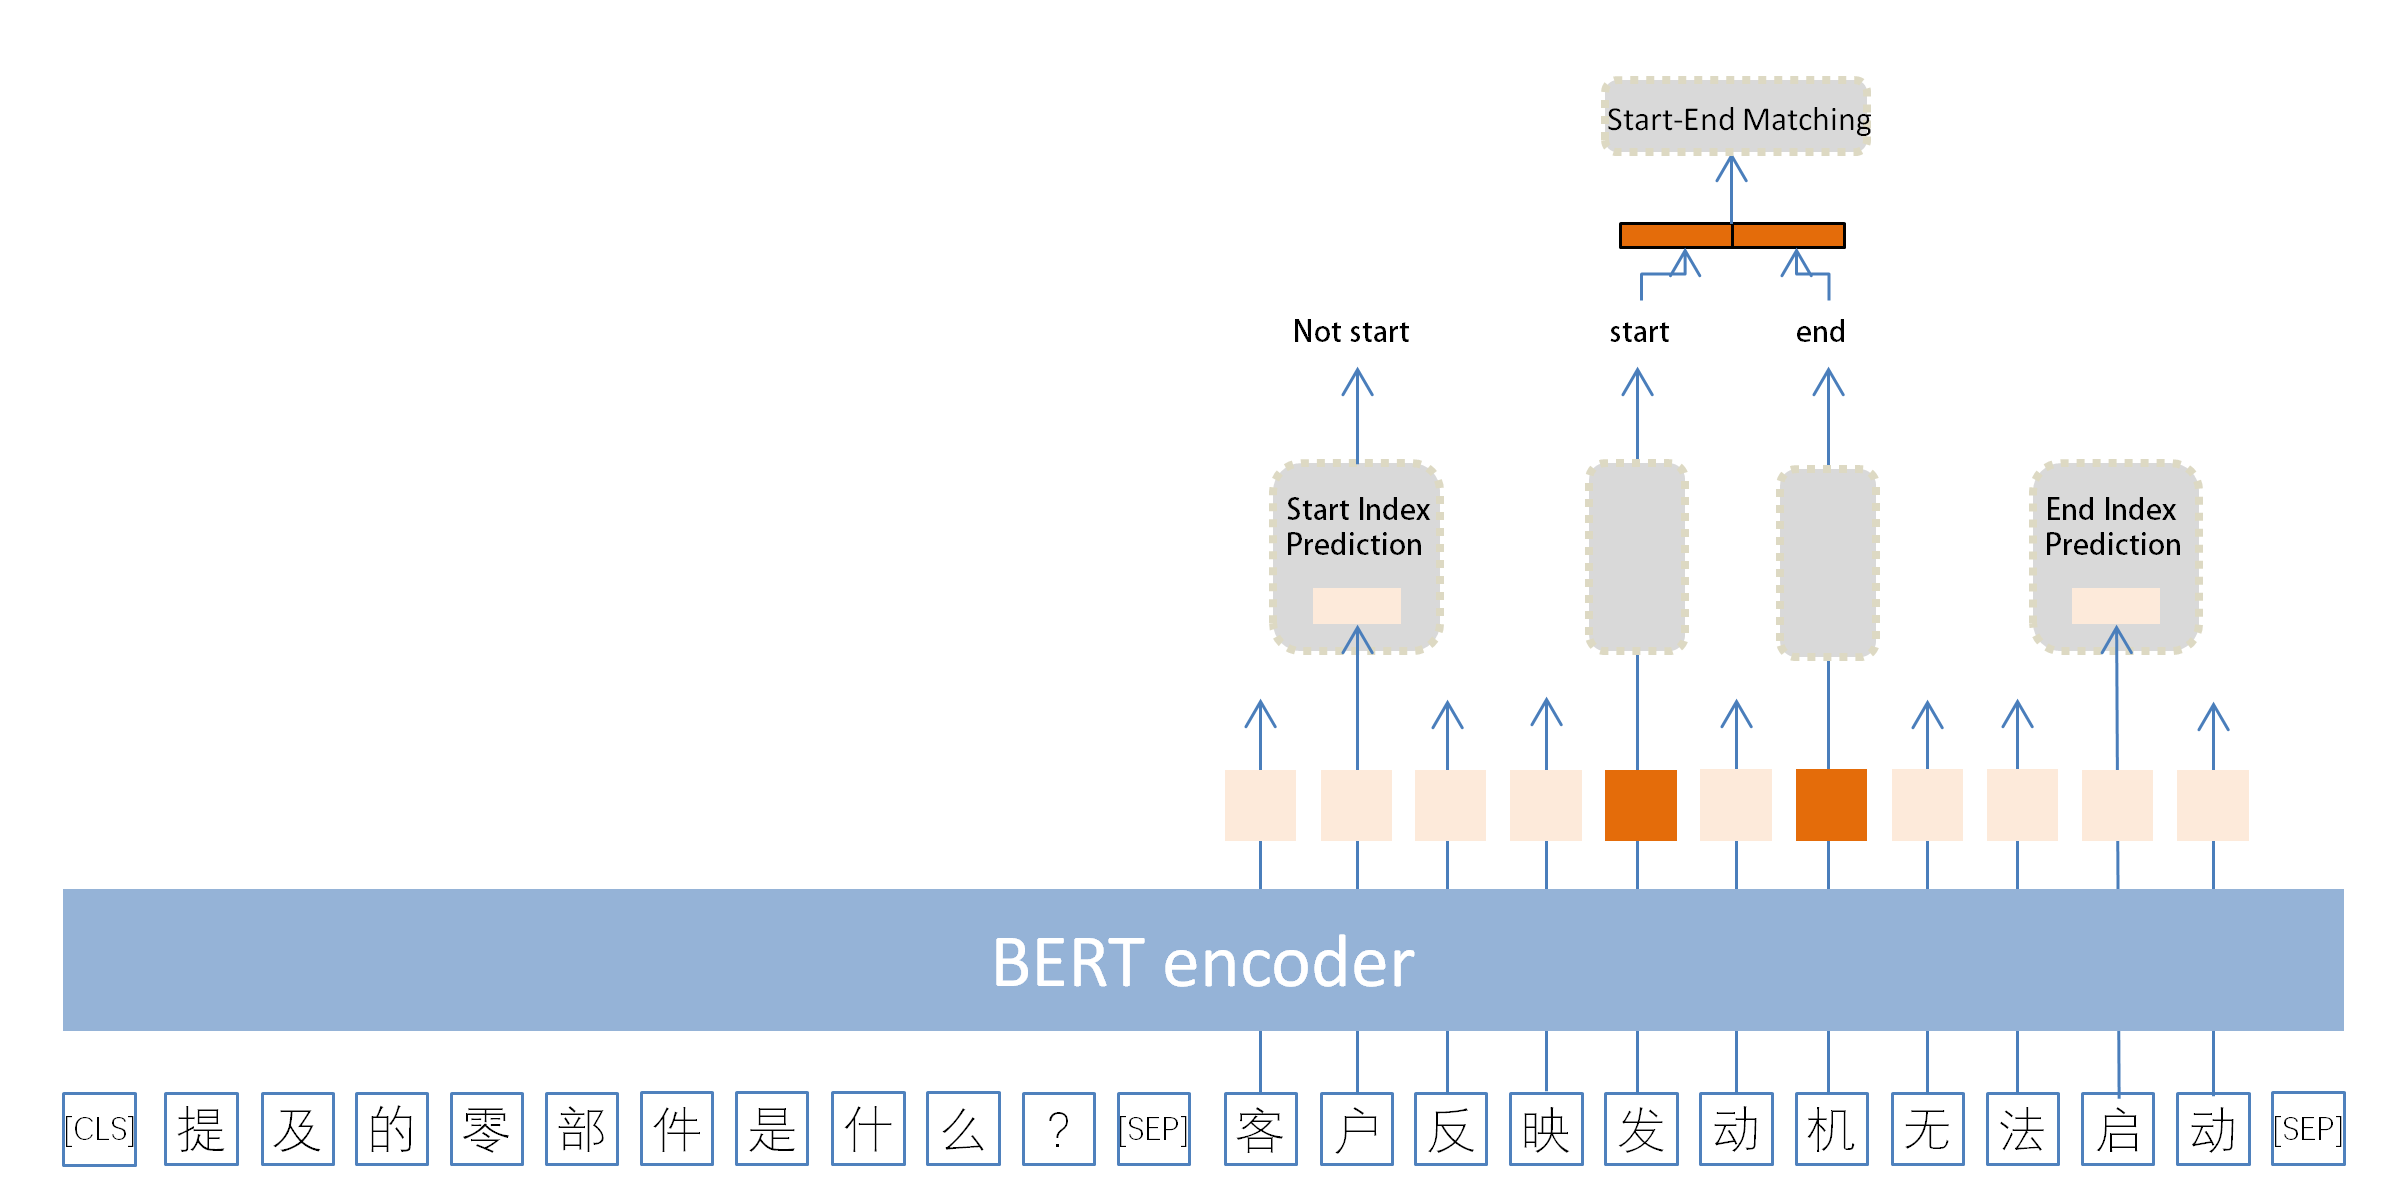 Start-End Matching
Not start
start
end
Start Index
Prediction
End Index
Prediction
BERT encoder
[CLS] 提 及 的 零 部 件 是 什 么 ? [SEP] 客 户 反 映 发 动 机 无 法 启 动 [SEP]